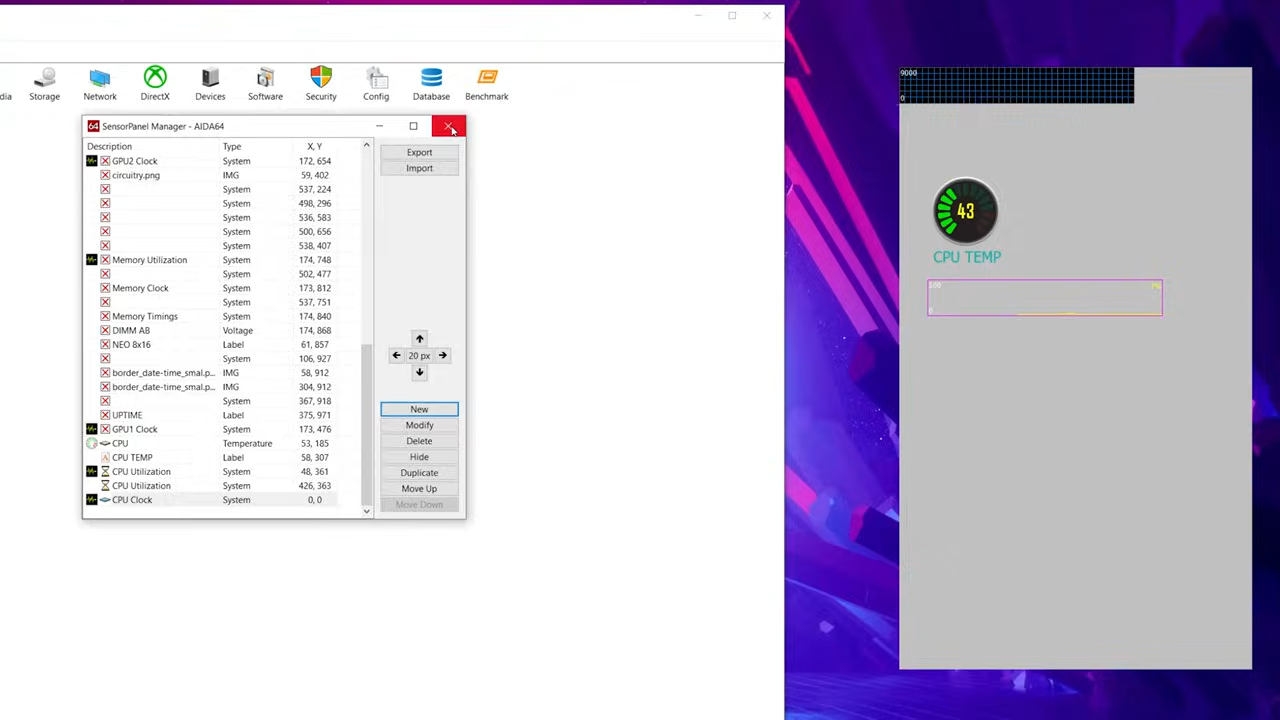 dia Storage Network DirectX Devices Software Security Config Database Benchmark
64 SensorPanel Manager - AIDA64
Description Type X, Y
GPU2 Clock System 172, 654
circuitry.png IMG 59, 402
System 537, 224
System 498, 296
System 536, 583
System 500, 656
System 538, 407
Memory Utilization System 174, 748
System 502, 477
Memory Clock System 173, 812
System 537, 751
Memory Timings System 174, 840
DIMM AB Voltage 174, 868
NEO 8x16 Label 61, 857
System 106, 927
border_date-time_smal.p... IMG 58, 912
border_date-time_smal.p... IMG 304, 912
System 367, 918
UPTIME Label 375, 971
GPU1 Clock System 173, 476
CPU Temperature 53, 185
CPU TEMP Label 58, 307
CPU Utilization System 48, 361
CPU Utilization System 426, 363
CPU Clock System 0, 0
Export
Import
20 px
New
Modify
Delete
Hide
Duplicate
Move Up
Move Down
9000
0
43
CPU TEMP
100
0